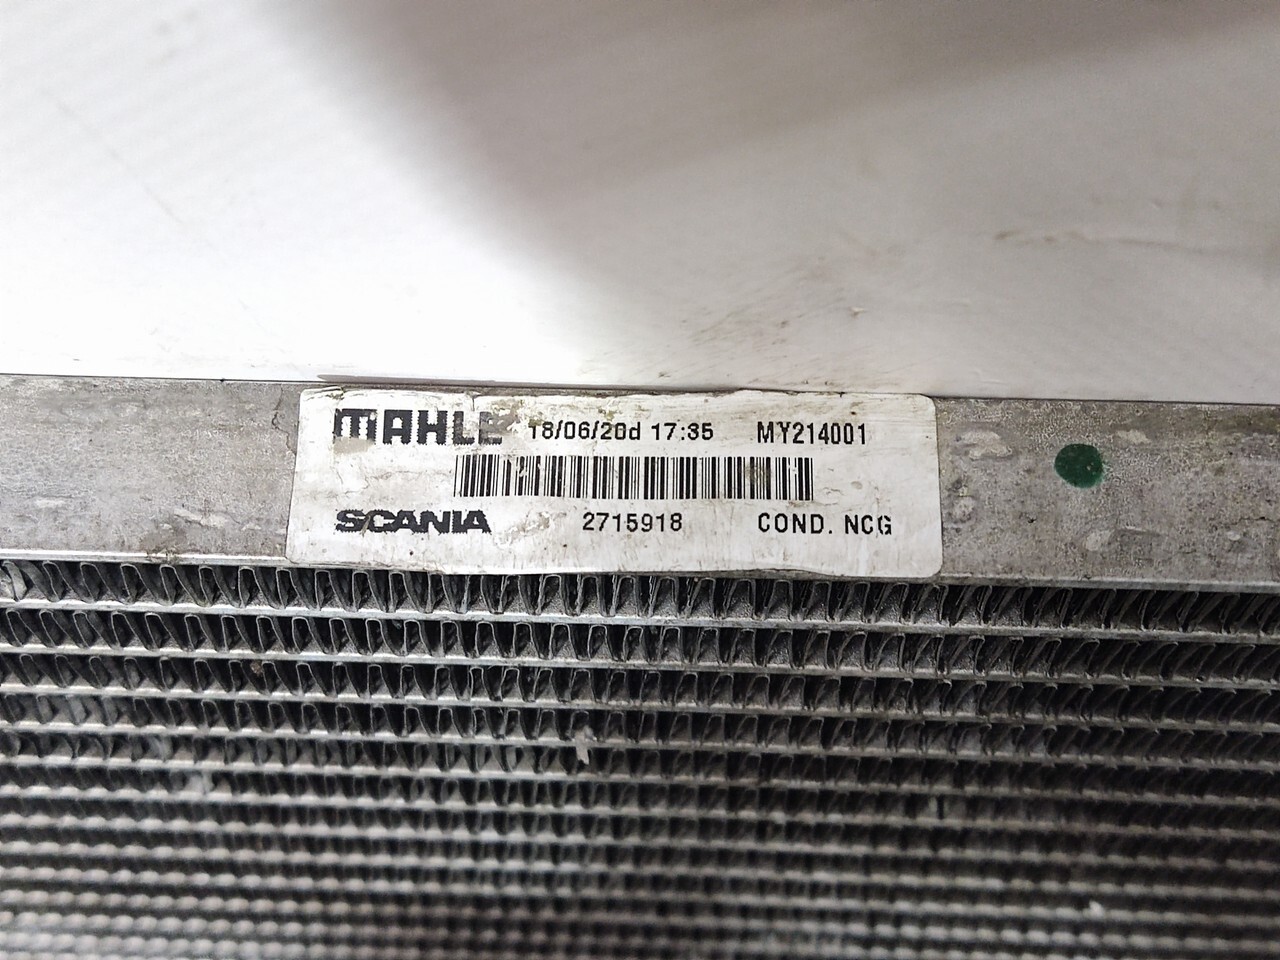 MAHLE 18/06/20d 17:35 MY214001
SCANIA 2715918 COND. NCG